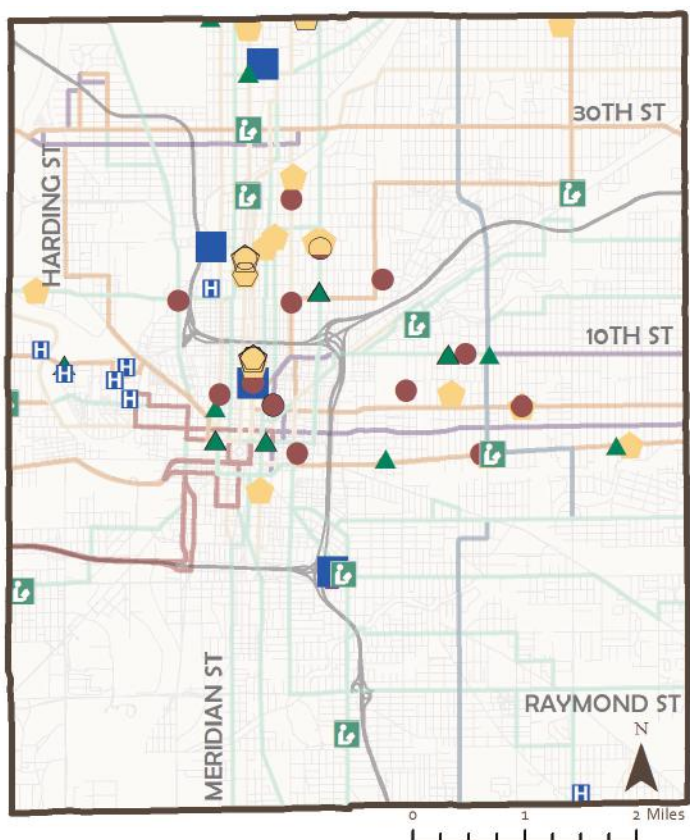 30TH ST
HARDING ST
H
10TH ST
H
H
H
H
H
MERIDIAN ST
RAYMOND ST
N
H
0 1 2 Miles